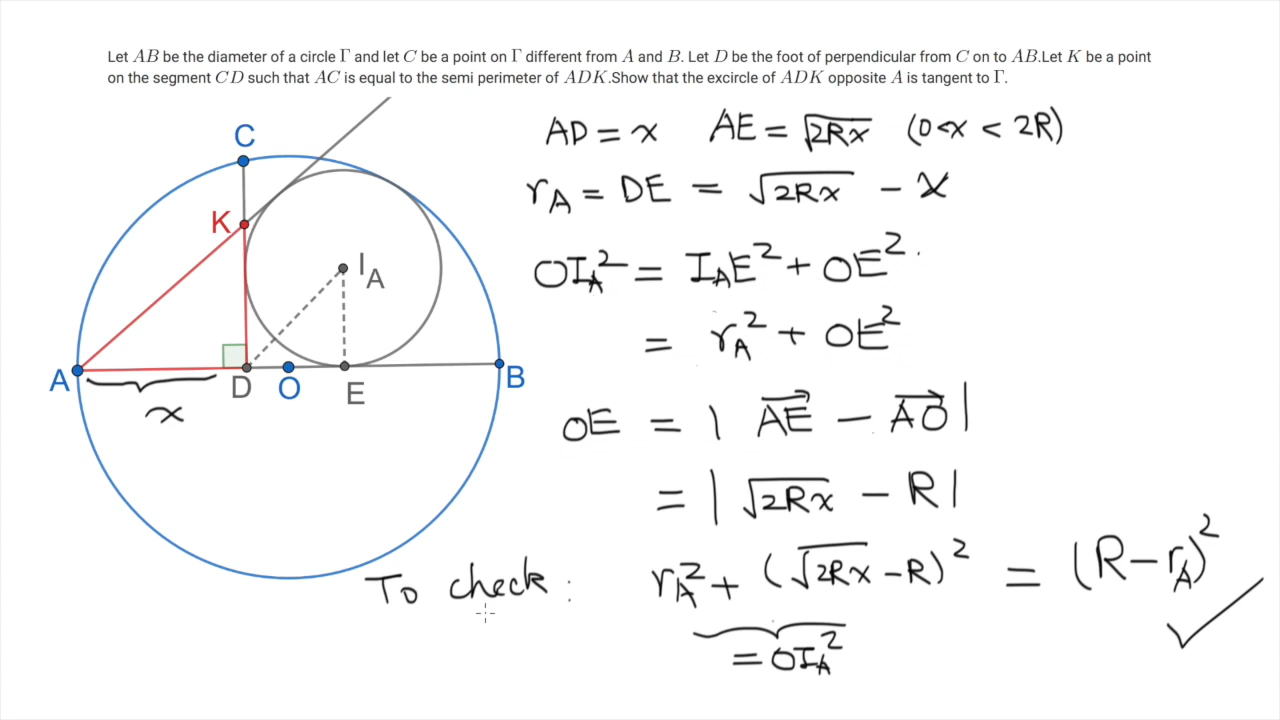 Let AB be the diameter of a circle Γ and let C be a point on Γ different from A and B. Let D be the foot of perpendicular from C on to AB.Let K be a point
on the segment CD such that AC is equal to the semi perimeter of ADK.Show that the excircle of ADK opposite A is tangent to Γ.
C
K
I_A
A
D
O
E
B
x
AD = x AE = √2Rx (0<x < 2R)
r_A = DE = √2Rx - x
OI_A² = I_AE² + OE².
= r_A² + OE²
OE = | AE⃗ - AO⃗ |
= | √2Rx - R |
To check: r_A² + (√2Rx - R)² = (R - r_A)² ✓
= OI_A²